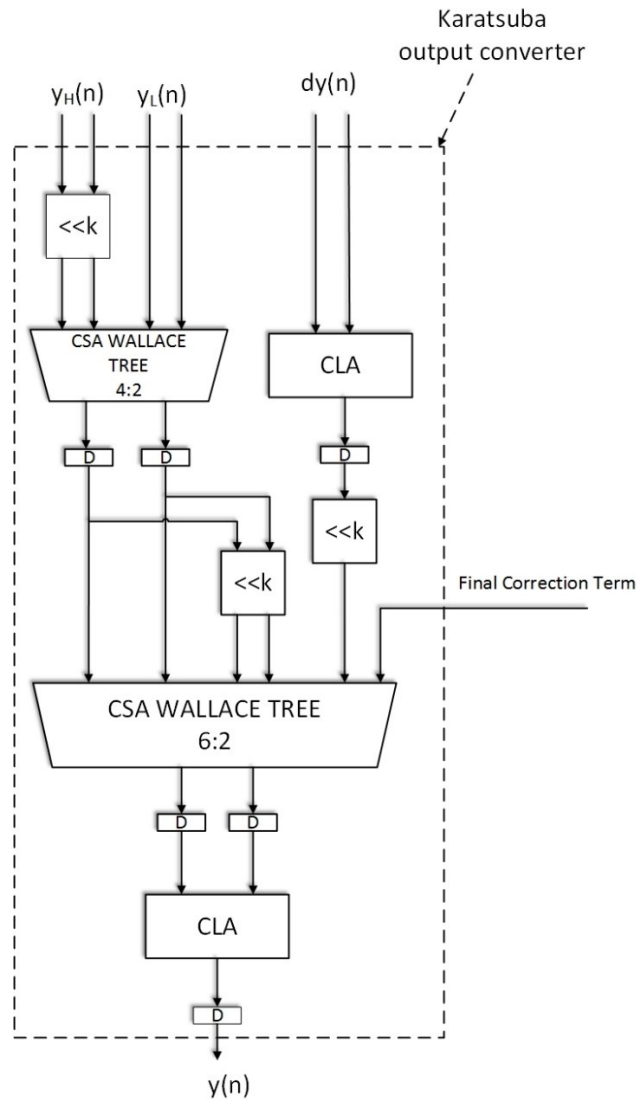 Karatsuba
output converter
yH(n)
yL(n)
dy(n)
<<k
CSA WALLACE
TREE
4:2
CLA
D
D
D
<<k
<<k
Final Correction Term
CSA WALLACE TREE
6:2
D
D
CLA
D
y(n)